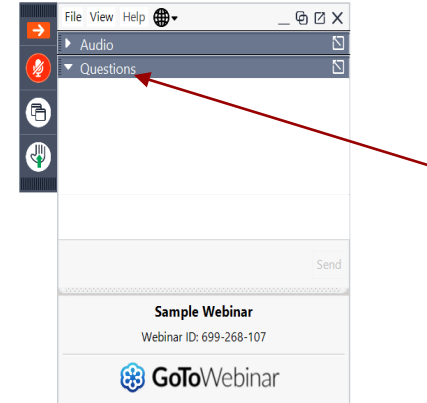 File View Help
Audio
Questions
Send
Sample Webinar
Webinar ID: 699-268-107
GoToWebinar